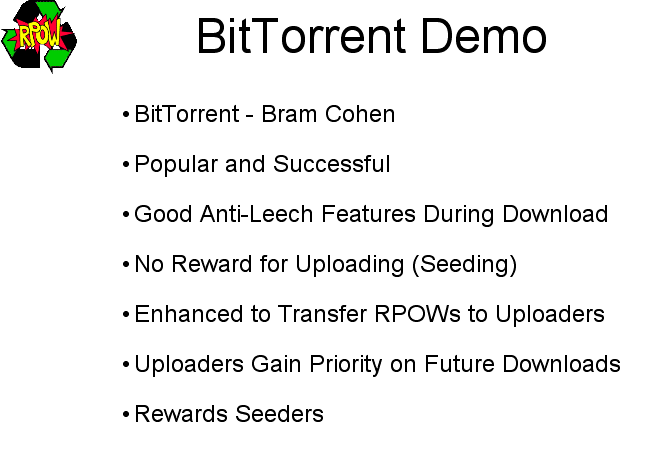 RPOW
BitTorrent Demo
• BitTorrent - Bram Cohen
• Popular and Successful
• Good Anti-Leech Features During Download
• No Reward for Uploading (Seeding)
• Enhanced to Transfer RPOWs to Uploaders
• Uploaders Gain Priority on Future Downloads
• Rewards Seeders